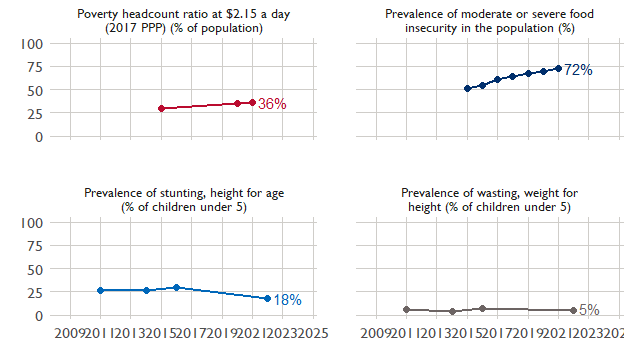 Poverty headcount ratio at $2.15 a day
(2017 PPP) (% of population)
Prevalence of moderate or severe food
insecurity in the population (%)
100
75
50
25
0
36%
72%
Prevalence of stunting, height for age
(% of children under 5)
Prevalence of wasting, weight for
height (% of children under 5)
100
75
50
25
0
18%
5%
200920112013201520172019202120232025
20092011201320152017201920212023202